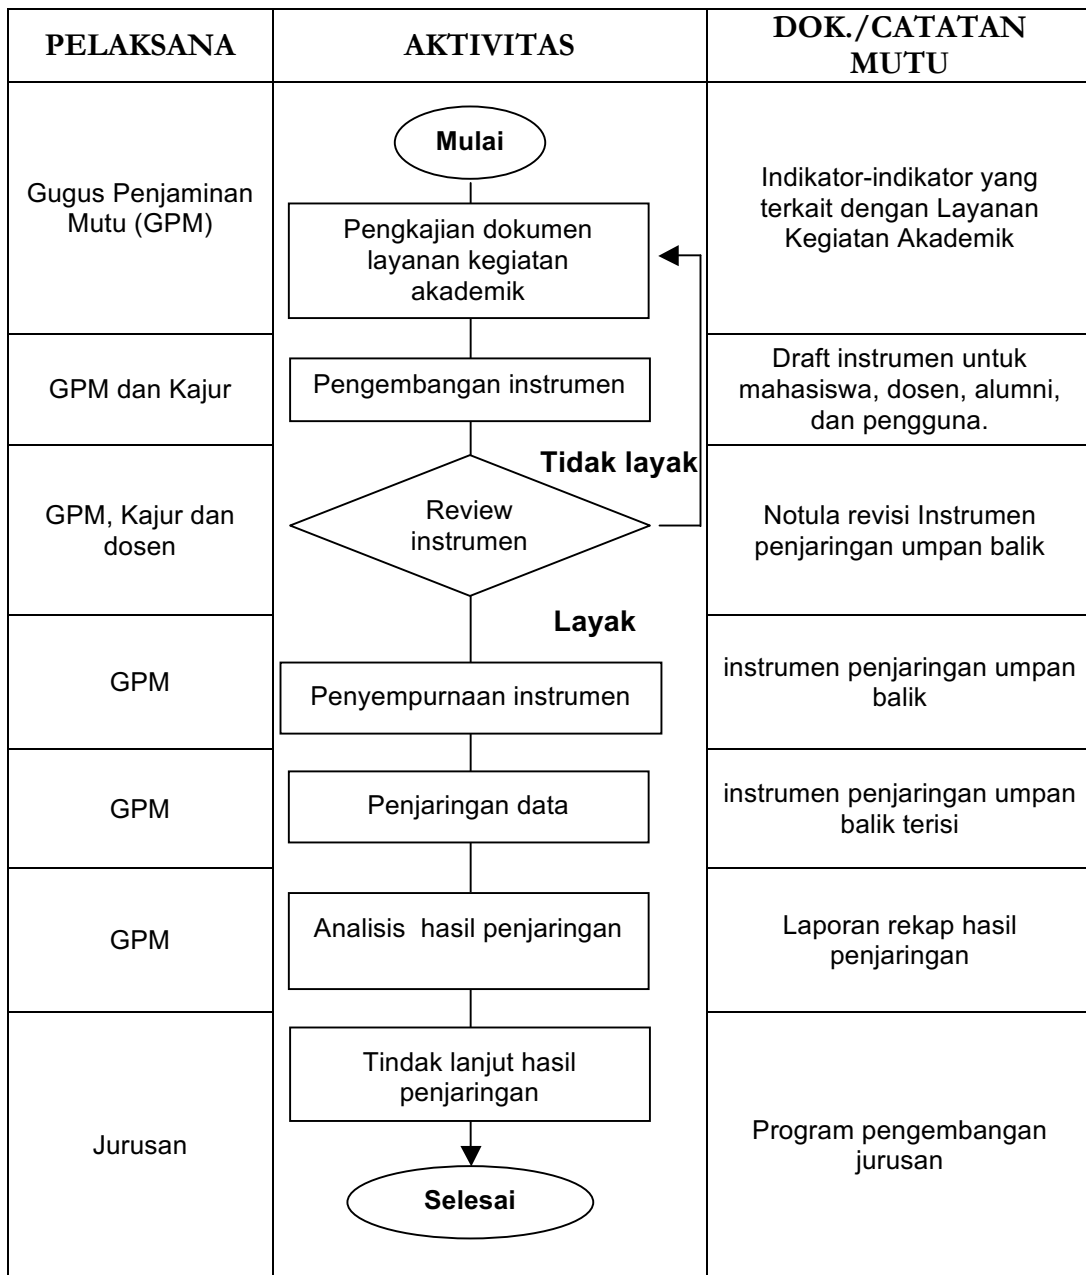 PELAKSANA
AKTIVITAS
DOK./CATATAN
MUTU
Gugus Penjaminan
Mutu (GPM)
Mulai
Pengkajian dokumen
layanan kegiatan
akademik
Indikator-indikator yang
terkait dengan Layanan
Kegiatan Akademik
GPM dan Kajur
Pengembangan instrumen
Draft instrumen untuk
mahasiswa, dosen, alumni,
dan pengguna.
GPM, Kajur dan
dosen
Tidak layak
Review
instrumen
Layak
Notula revisi Instrumen
penjaringan umpan balik
GPM
Penyempurnaan instrumen
instrumen penjaringan umpan
balik
GPM
Penjaringan data
instrumen penjaringan umpan
balik terisi
GPM
Analisis  hasil penjaringan
Laporan rekap hasil
penjaringan
Jurusan
Tindak lanjut hasil
penjaringan
Selesai
Program pengembangan
jurusan